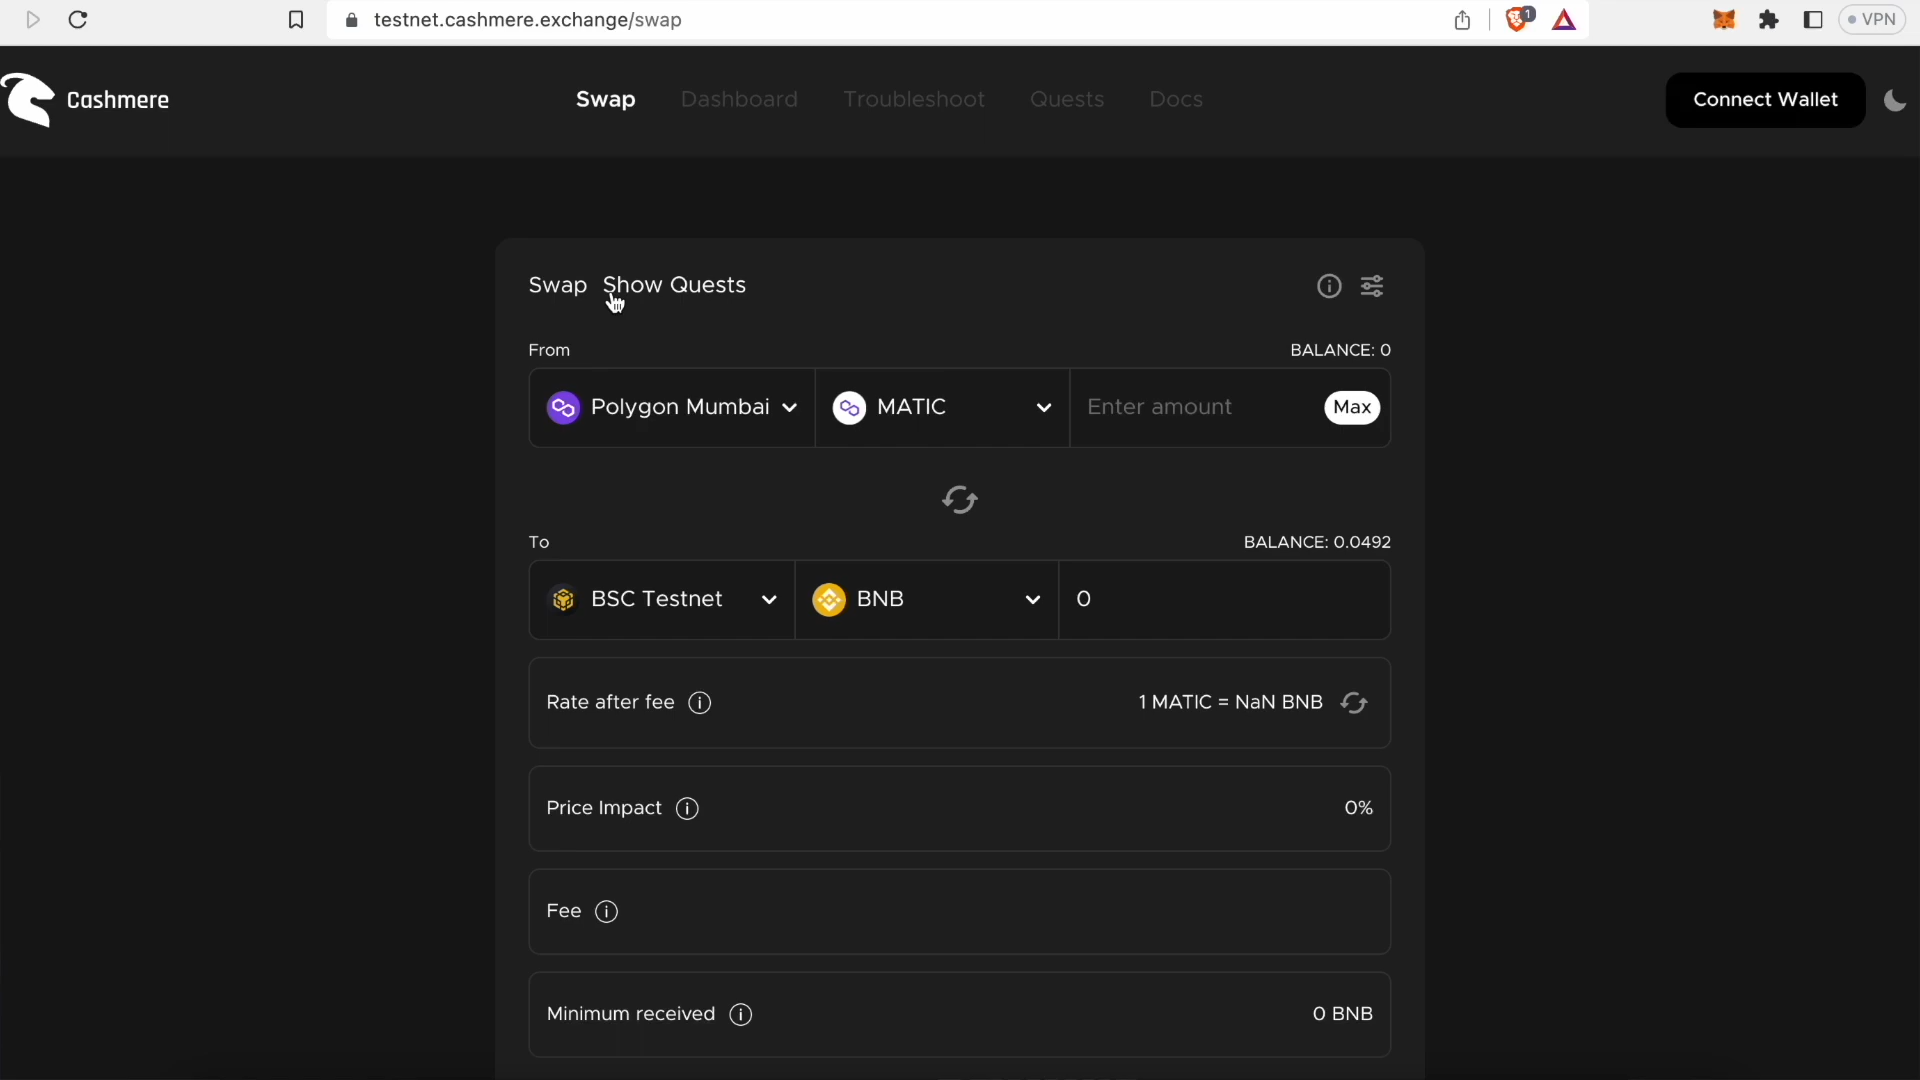 testnet.cashmere.exchange/swap
1
VPN
Cashmere
Swap
Dashboard
Troubleshoot
Quests
Docs
Connect Wallet
Swap Show Quests
From
BALANCE: 0
Polygon Mumbai
MATIC
Enter amount
Max
To
BALANCE: 0.0492
BSC Testnet
BNB
0
Rate after fee
1 MATIC = NaN BNB
Price Impact
0%
Fee
Minimum received
0 BNB